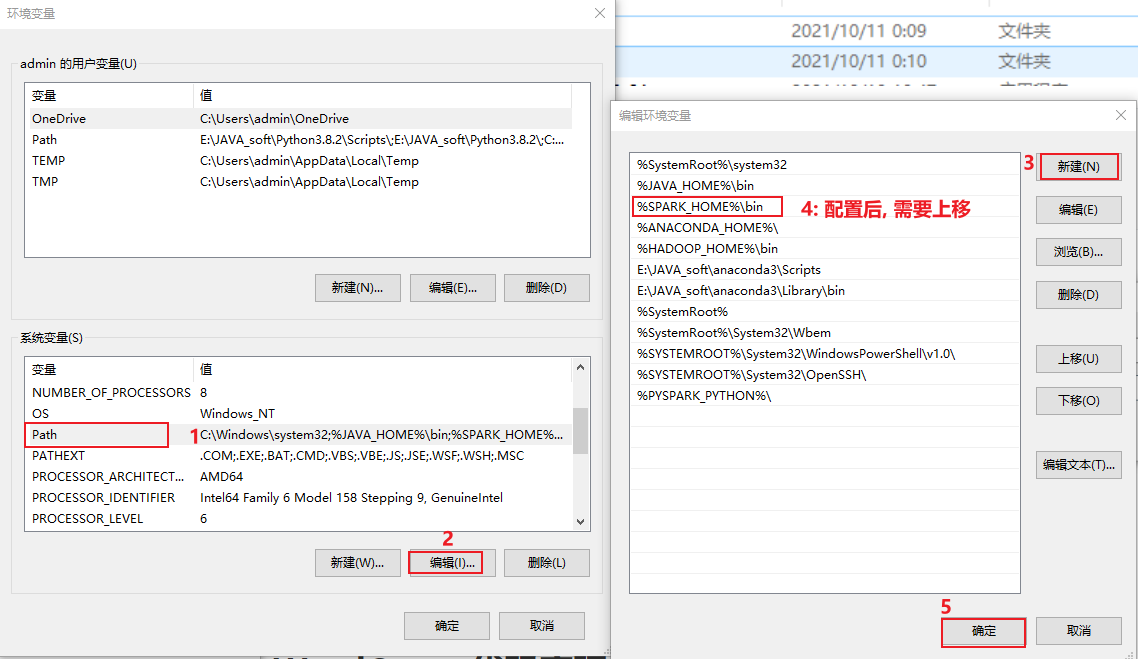 环境变量
admin 的用户变量(U)
变量 值
OneDrive C:\Users\admin\OneDrive
Path E:\JAVA_soft\Python3.8.2\Scripts\;E:\JAVA_soft\Python3.8.2\;C:...
TEMP C:\Users\admin\AppData\Local\Temp
TMP C:\Users\admin\AppData\Local\Temp
新建(N)... 编辑(E)... 删除(D)
系统变量(S)
变量 值
NUMBER_OF_PROCESSORS 8
OS Windows_NT
Path 1 C:\Windows\system32;%JAVA_HOME%\bin;%SPARK_HOME%...
PATHEXT .COM;.EXE;.BAT;.CMD;.VBS;.VBE;.JS;.JSE;.WSF;.WSH;.MSC
PROCESSOR_ARCHITECT... AMD64
PROCESSOR_IDENTIFIER Intel64 Family 6 Model 158 Stepping 9, GenuineIntel
PROCESSOR_LEVEL 6
2
新建(W)... 编辑(I)... 删除(L)
确定 取消
2021/10/11 0:09 文件夹
2021/10/11 0:10 文件夹
编辑环境变量
%SystemRoot%\system32
%JAVA_HOME%\bin
%SPARK_HOME%\bin
4: 配置后, 需要上移
%ANACONDA_HOME%\
%HADOOP_HOME%\bin
E:\JAVA_soft\anaconda3\Scripts
E:\JAVA_soft\anaconda3\Library\bin
%SystemRoot%
%SystemRoot%\System32\Wbem
%SYSTEMROOT%\System32\WindowsPowerShell\v1.0\
%SYSTEMROOT%\System32\OpenSSH\
%PYSPARK_PYTHON%\
3 新建(N)
编辑(E)
浏览(B)...
删除(D)
上移(U)
下移(O)
编辑文本(T)...
5
确定 取消